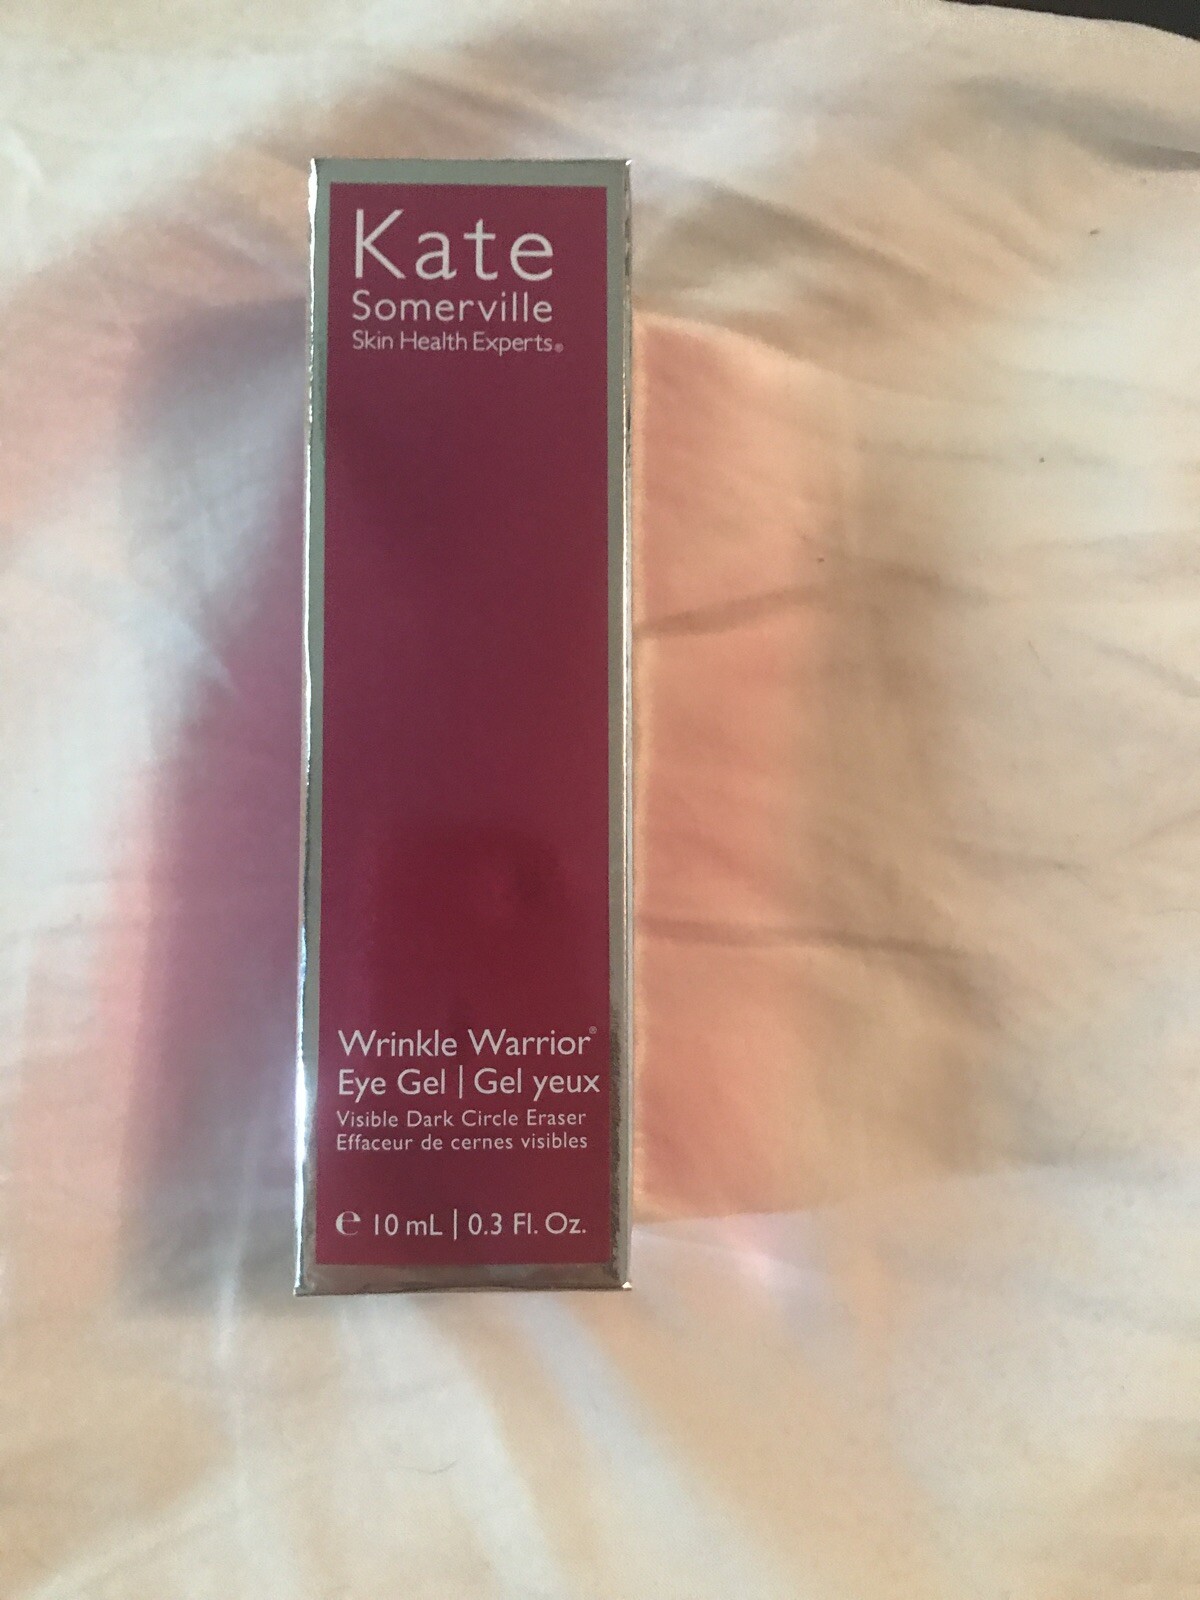 Kate
Somerville
Skin Health Experts®
Wrinkle Warrior®
Eye Gel | Gel yeux
Visible Dark Circle Eraser
Effaceur de cernes visibles
℮ 10 mL | 0.3 Fl. Oz.